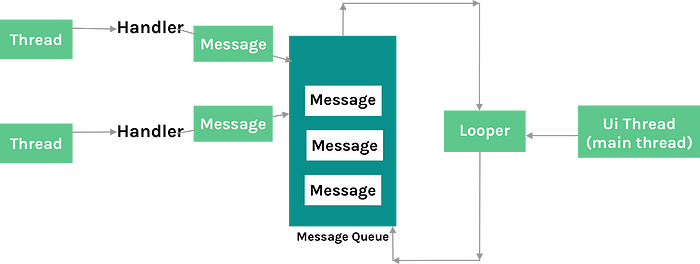 Thread
Handler
Message
Thread
Handler
Message
Message
Message
Message
Message Queue
Looper
Ui Thread
(main thread)